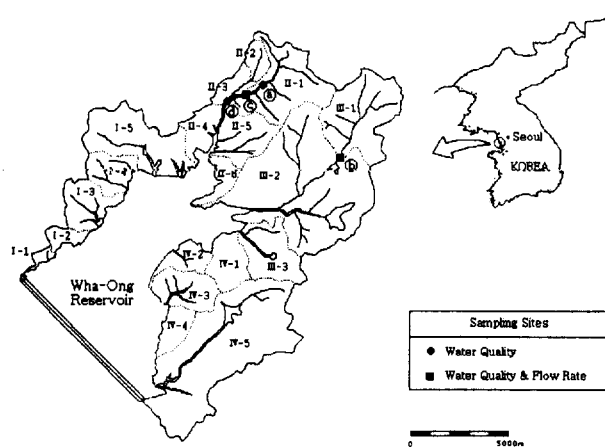 II-2
II-3
II-1
ⓐ
ⓒ
ⓓ
III-1
I-5
II-4
II-5
ⓑ
I-4
II-6
III-2
I-3
I-2
I-1
IV-2
IV-1
III-3
IV-3
IV-4
IV-5
Wha-Ong
Reservoir
Seoul
KOREA
Sampling Sites
Water Quality
Water Quality & Flow Rate
0 5000m